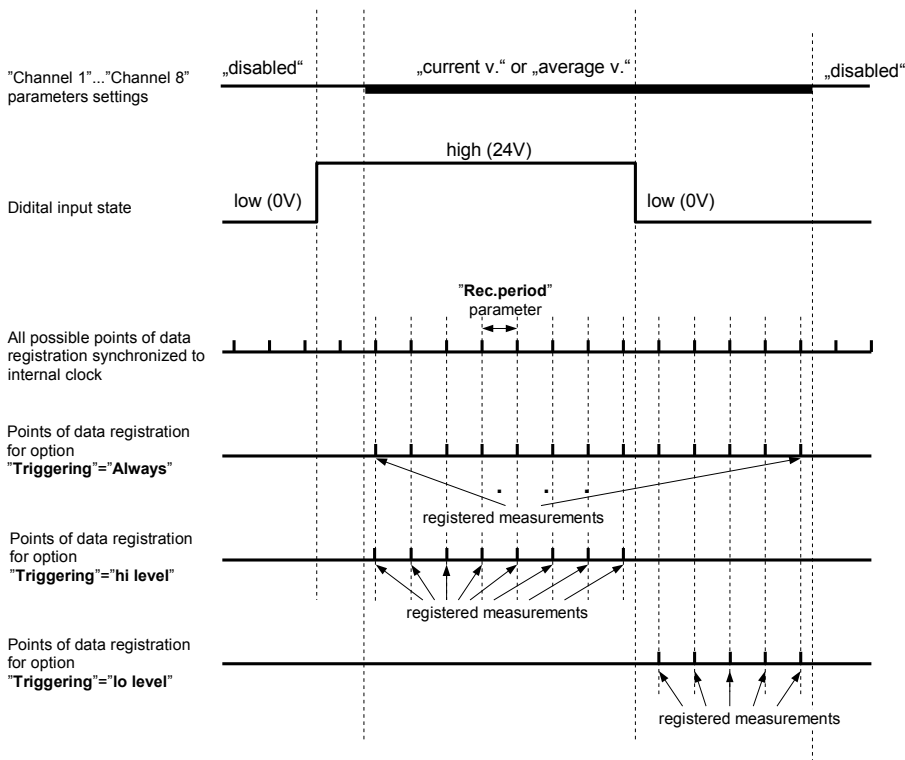 „disabled“
„current v.“ or „average v.“
„disabled“
"Channel 1"..."Channel 8"
parameters settings
high (24V)
low (0V)
low (0V)
Didital input state
"Rec.period"
parameter
All possible points of data
registration synchronized to
internal clock
Points of data registration
for option
"Triggering"="Always"
. . .
registered measurements
Points of data registration
for option
"Triggering"="hi level"
registered measurements
Points of data registration
for option
"Triggering"="lo level"
registered measurements